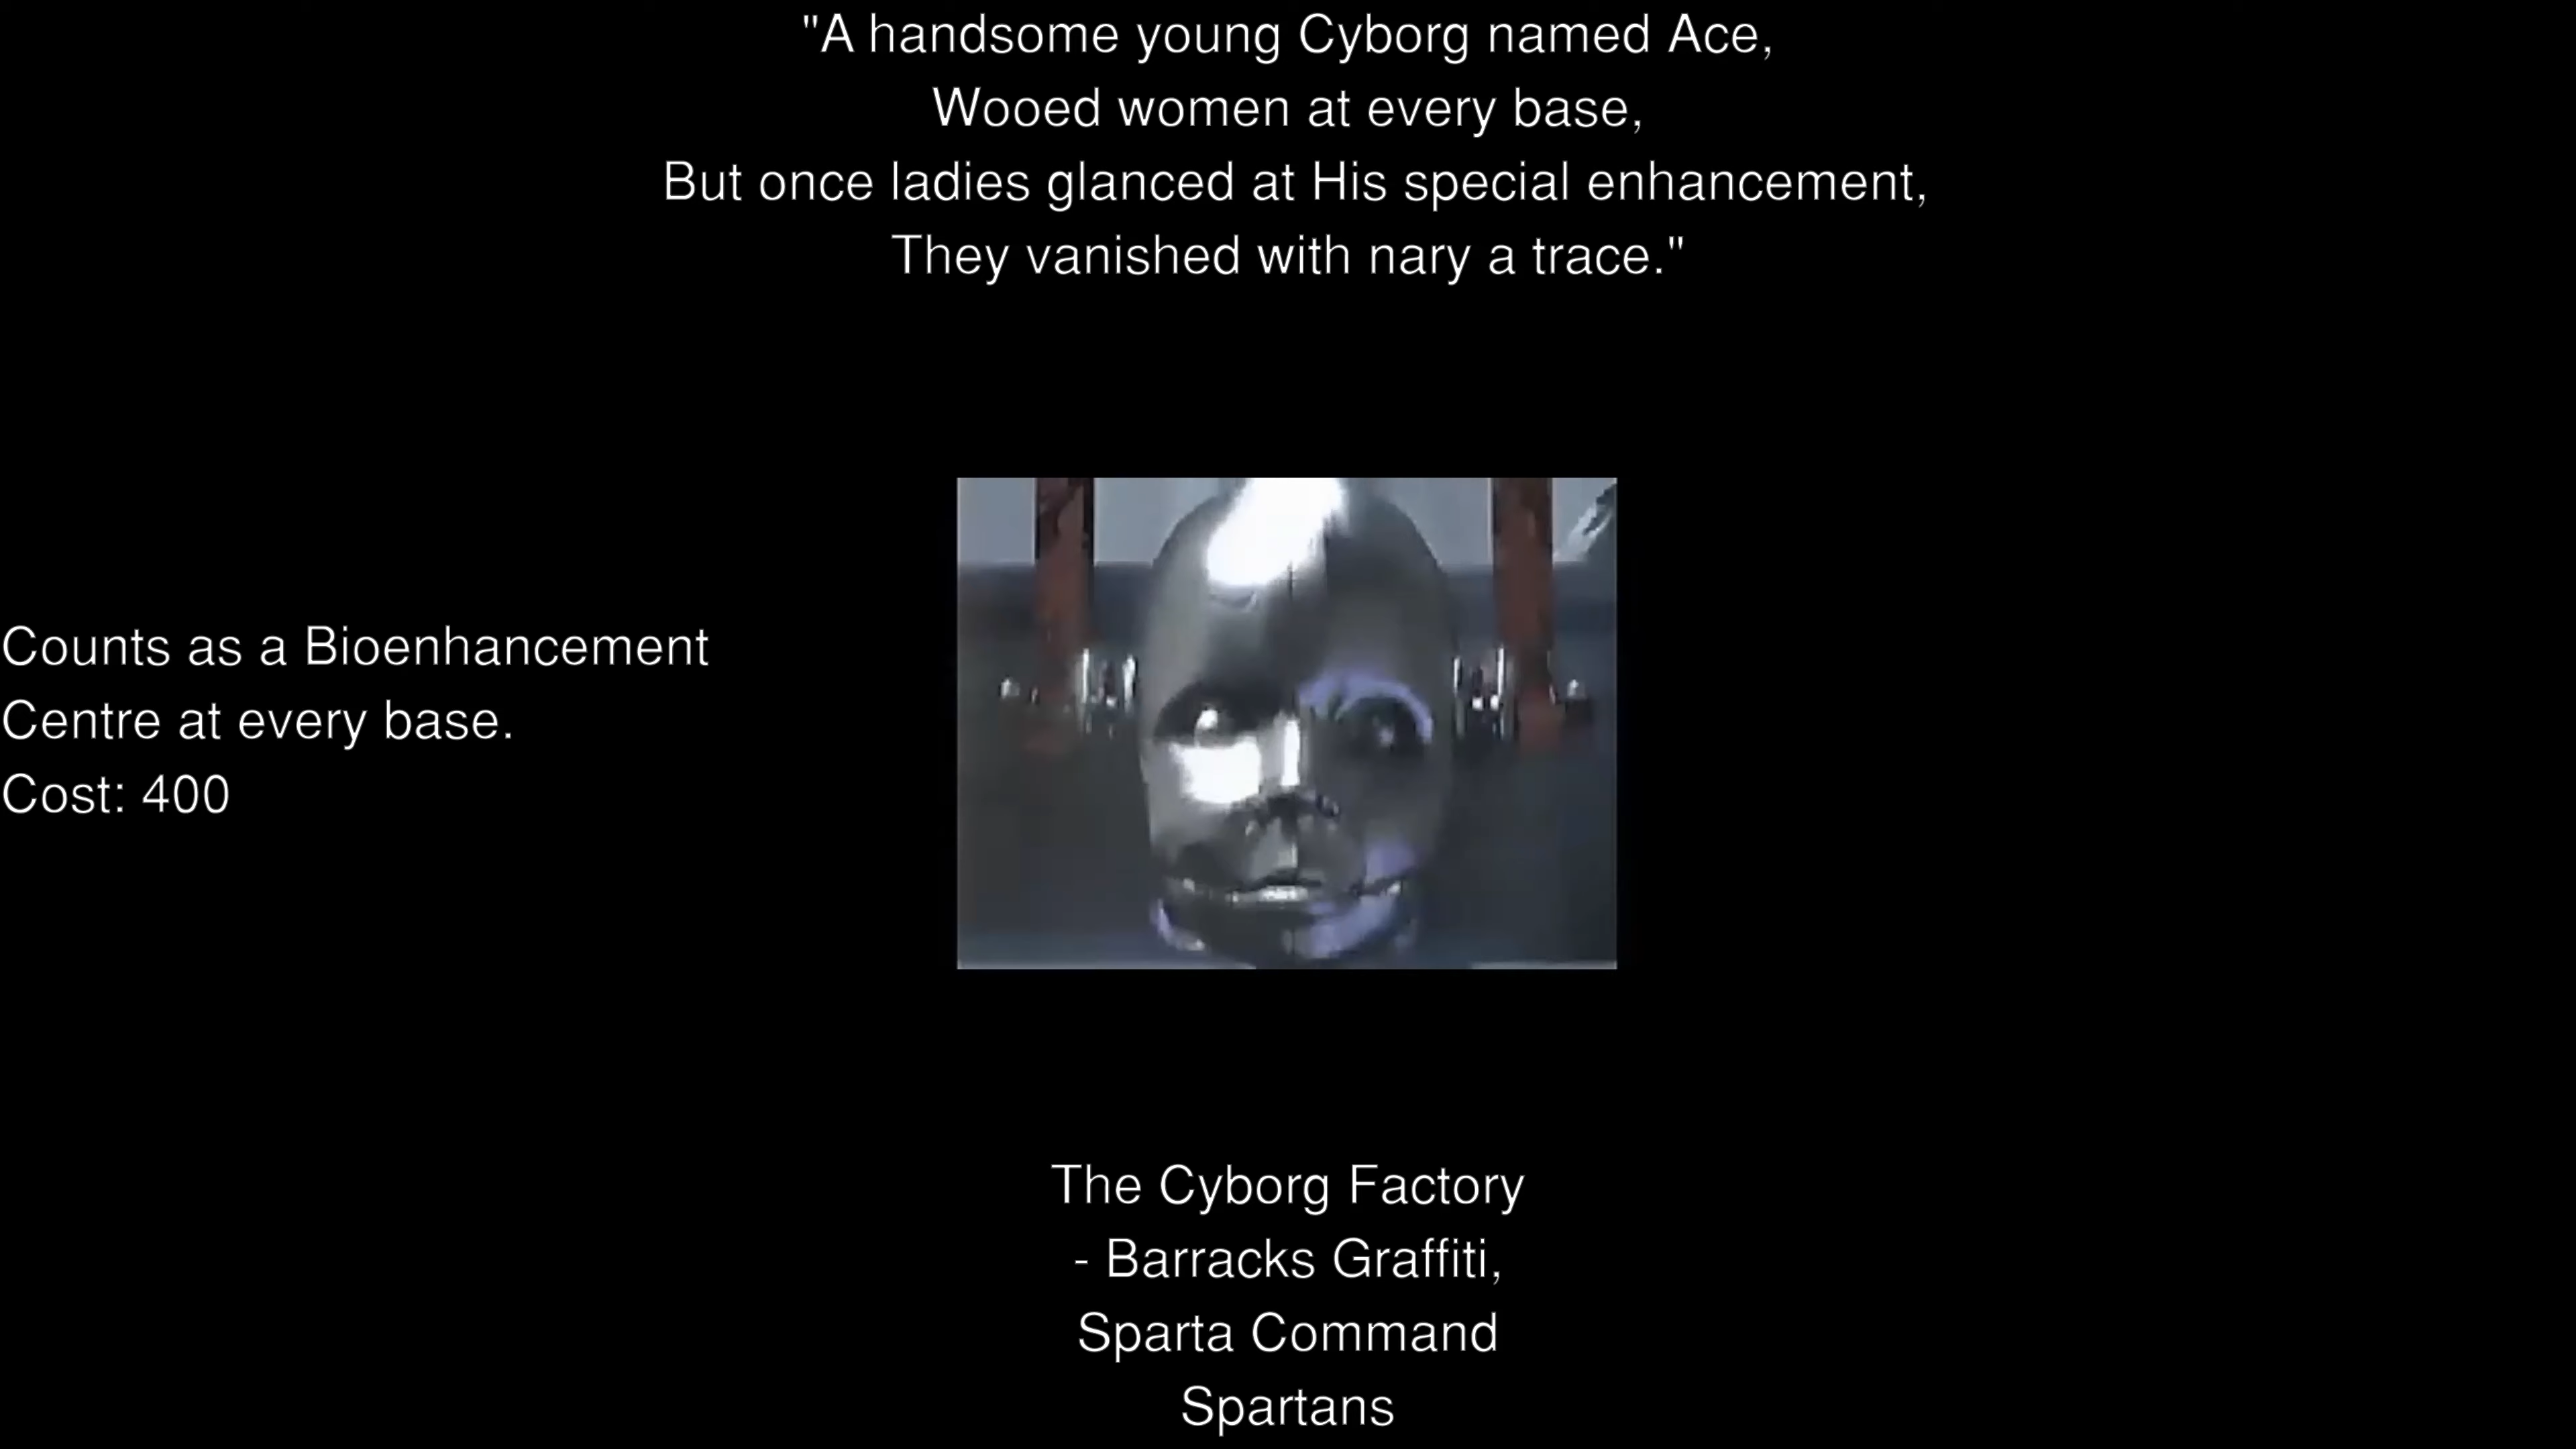 "A handsome young Cyborg named Ace,
Wooed women at every base,
But once ladies glanced at His special enhancement,
They vanished with nary a trace."
Counts as a Bioenhancement
Centre at every base.
Cost: 400
The Cyborg Factory
- Barracks Graffiti,
Sparta Command
Spartans